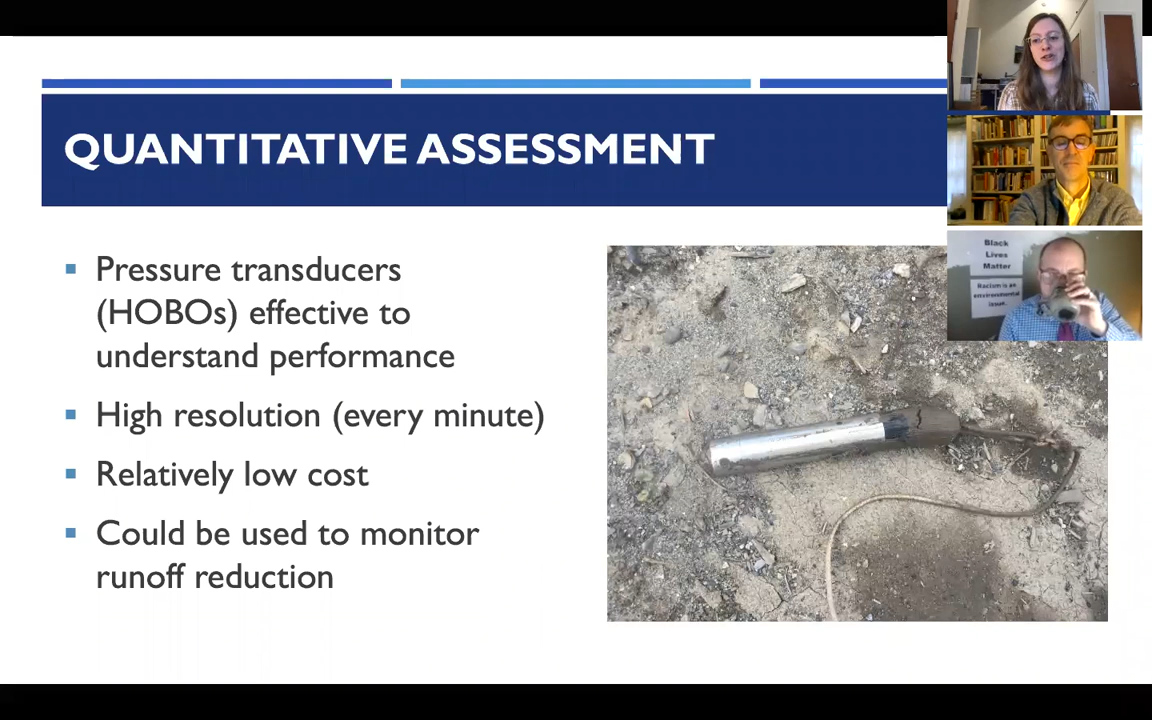 QUANTITATIVE ASSESSMENT
Pressure transducers
(HOBOs) effective to
understand performance
High resolution (every minute)
Relatively low cost
Could be used to monitor
runoff reduction
Black
Lives
Matter
Racism is an
environmental
issue.